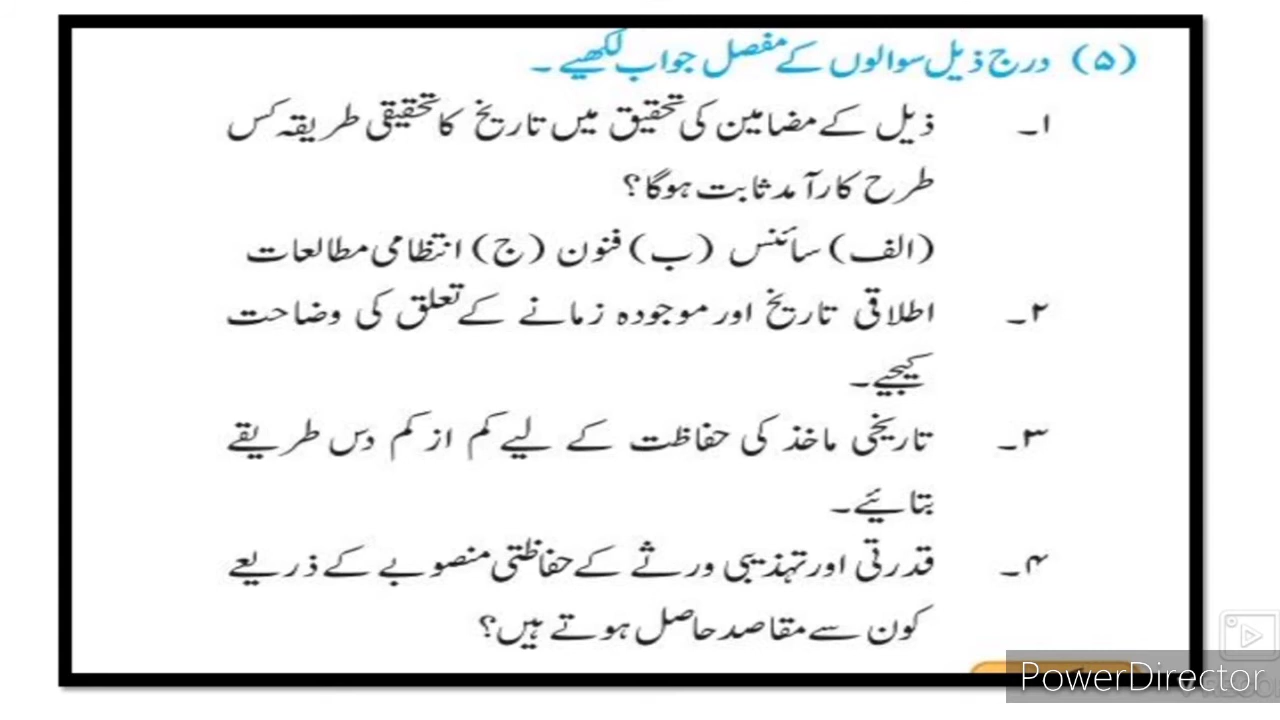 (۵) درج ذیل سوالوں کے مفصل جواب لکھیے ۔
۱۔ ذیل کے مضامین کی تحقیق میں تاریخ کا تحقیقی طریقہ کس
طرح کارآمد ثابت ہوگا؟
(الف) سائنس (ب) فنون (ج) انتظامی مطالعات
۲۔ اطلاقی تاریخ اور موجودہ زمانے کے تعلق کی وضاحت
کیجیے۔
۳۔ تاریخی ماخذ کی حفاظت کے لیے کم از کم دس طریقے
بتائیے۔
۴۔ قدرتی اور تہذیبی ورثے کے حفاظتی منصوبے کے ذریعے
کون سے مقاصد حاصل ہوتے ہیں؟
PowerDirector